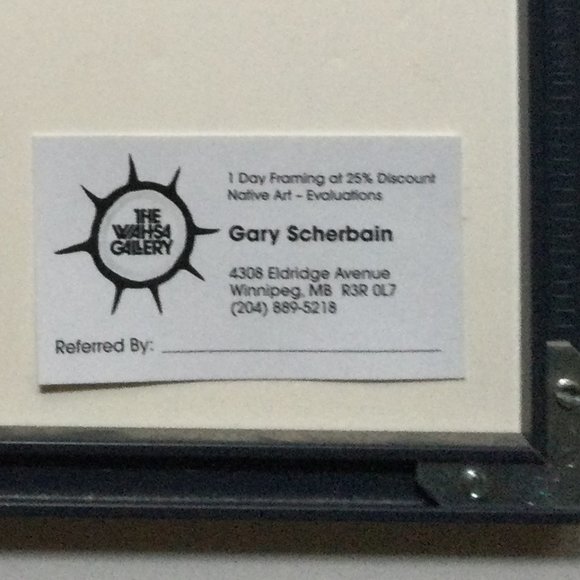 1 Day Framing at 25% Discount
Native Art – Evaluations
THE
WAHSA
GALLERY
Gary Scherbain
4308 Eldridge Avenue
Winnipeg, MB R3R 0L7
(204) 889-5218
Referred By: